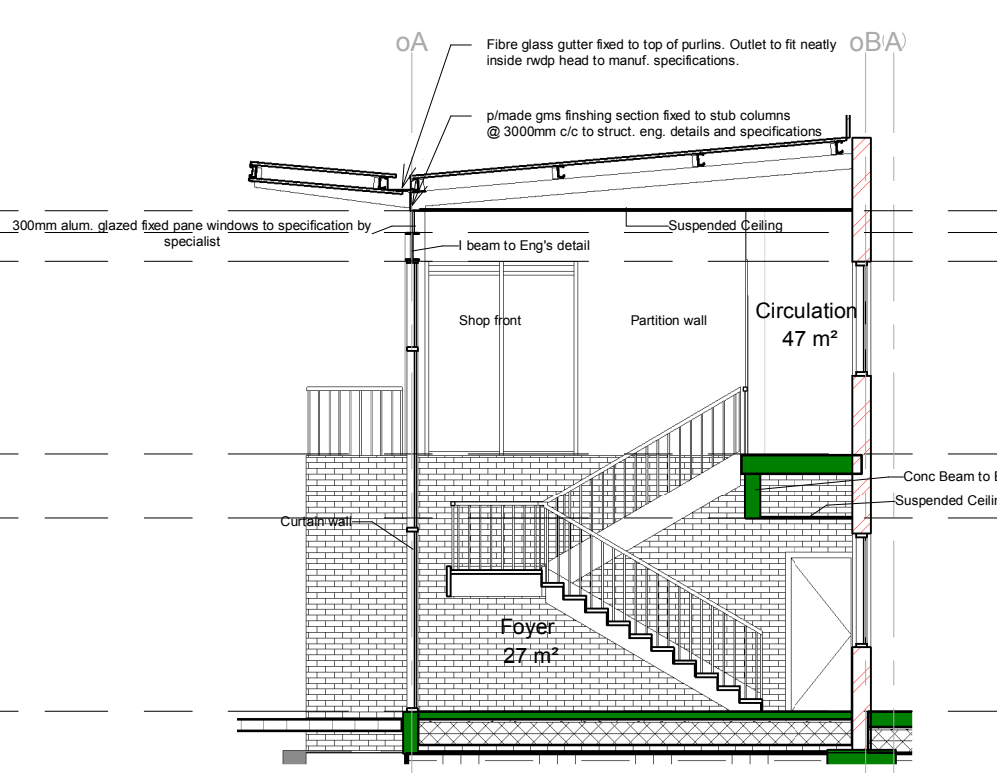 oA
oB
(A)
Fibre glass gutter fixed to top of purlins. Outlet to fit neatly
inside rwdp head to manuf. specifications.
p/made gms finshing section fixed to stub columns
@ 3000mm c/c to struct. eng. details and specifications
300mm alum. glazed fixed pane windows to specification by
specialist
Suspended Ceiling
I beam to Eng's detail
Shop front
Partition wall
Circulation
47 m²
Conc Beam to
Suspended
Curtain wall
Foyer
27 m²